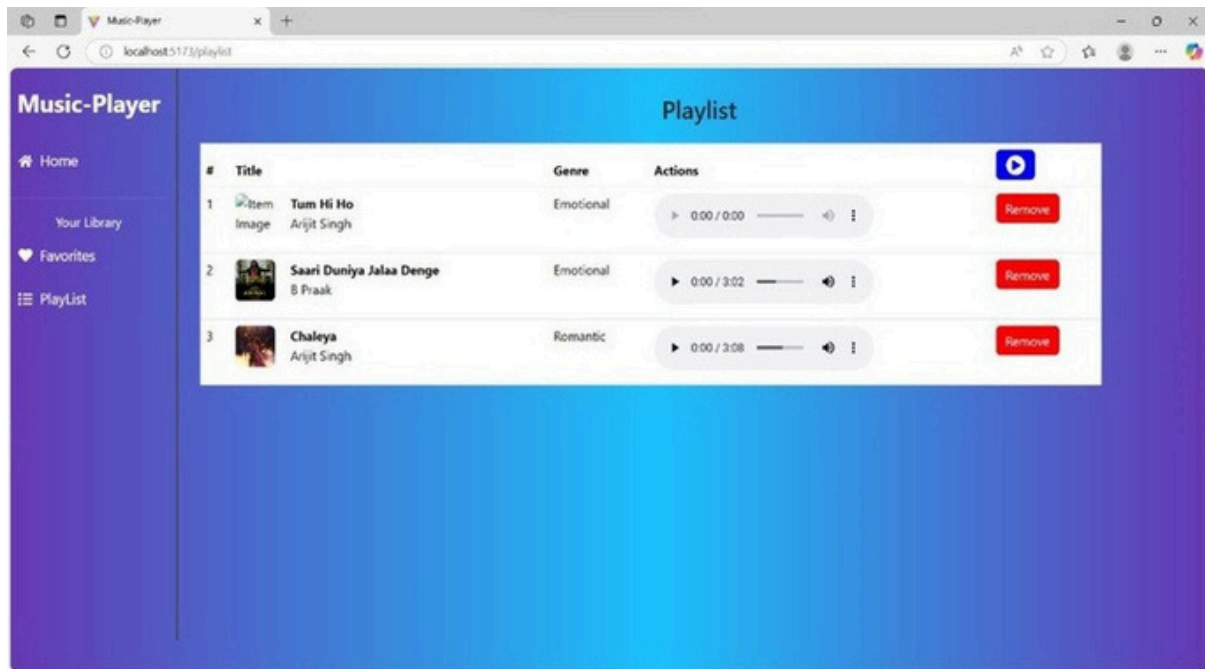 Music-Player
localhost:5173/playlist
Music-Player
Home
Your Library
Favorites
PlayList
Playlist
# Title Genre Actions
1 Item Image Tum Hi Ho Emotional 0:00 / 0:00 Remove
Arijit Singh
2 Saari Duniya Jalaa Denge Emotional 0:00 / 3:02 Remove
B Praak
3 Chaleya Romantic 0:00 / 3:08 Remove
Arijit Singh